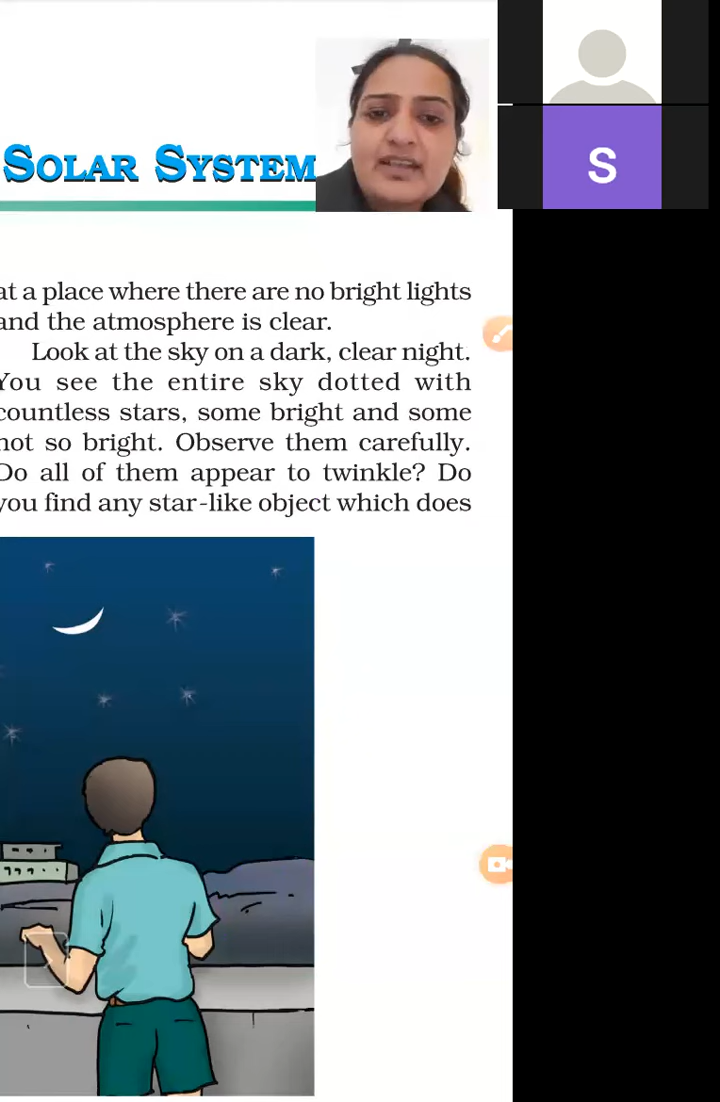 SOLAR SYSTEM
S
at a place where there are no bright lights
and the atmosphere is clear.
Look at the sky on a dark, clear night.
You see the entire sky dotted with
countless stars, some bright and some
not so bright. Observe them carefully.
Do all of them appear to twinkle? Do
you find any star-like object which does